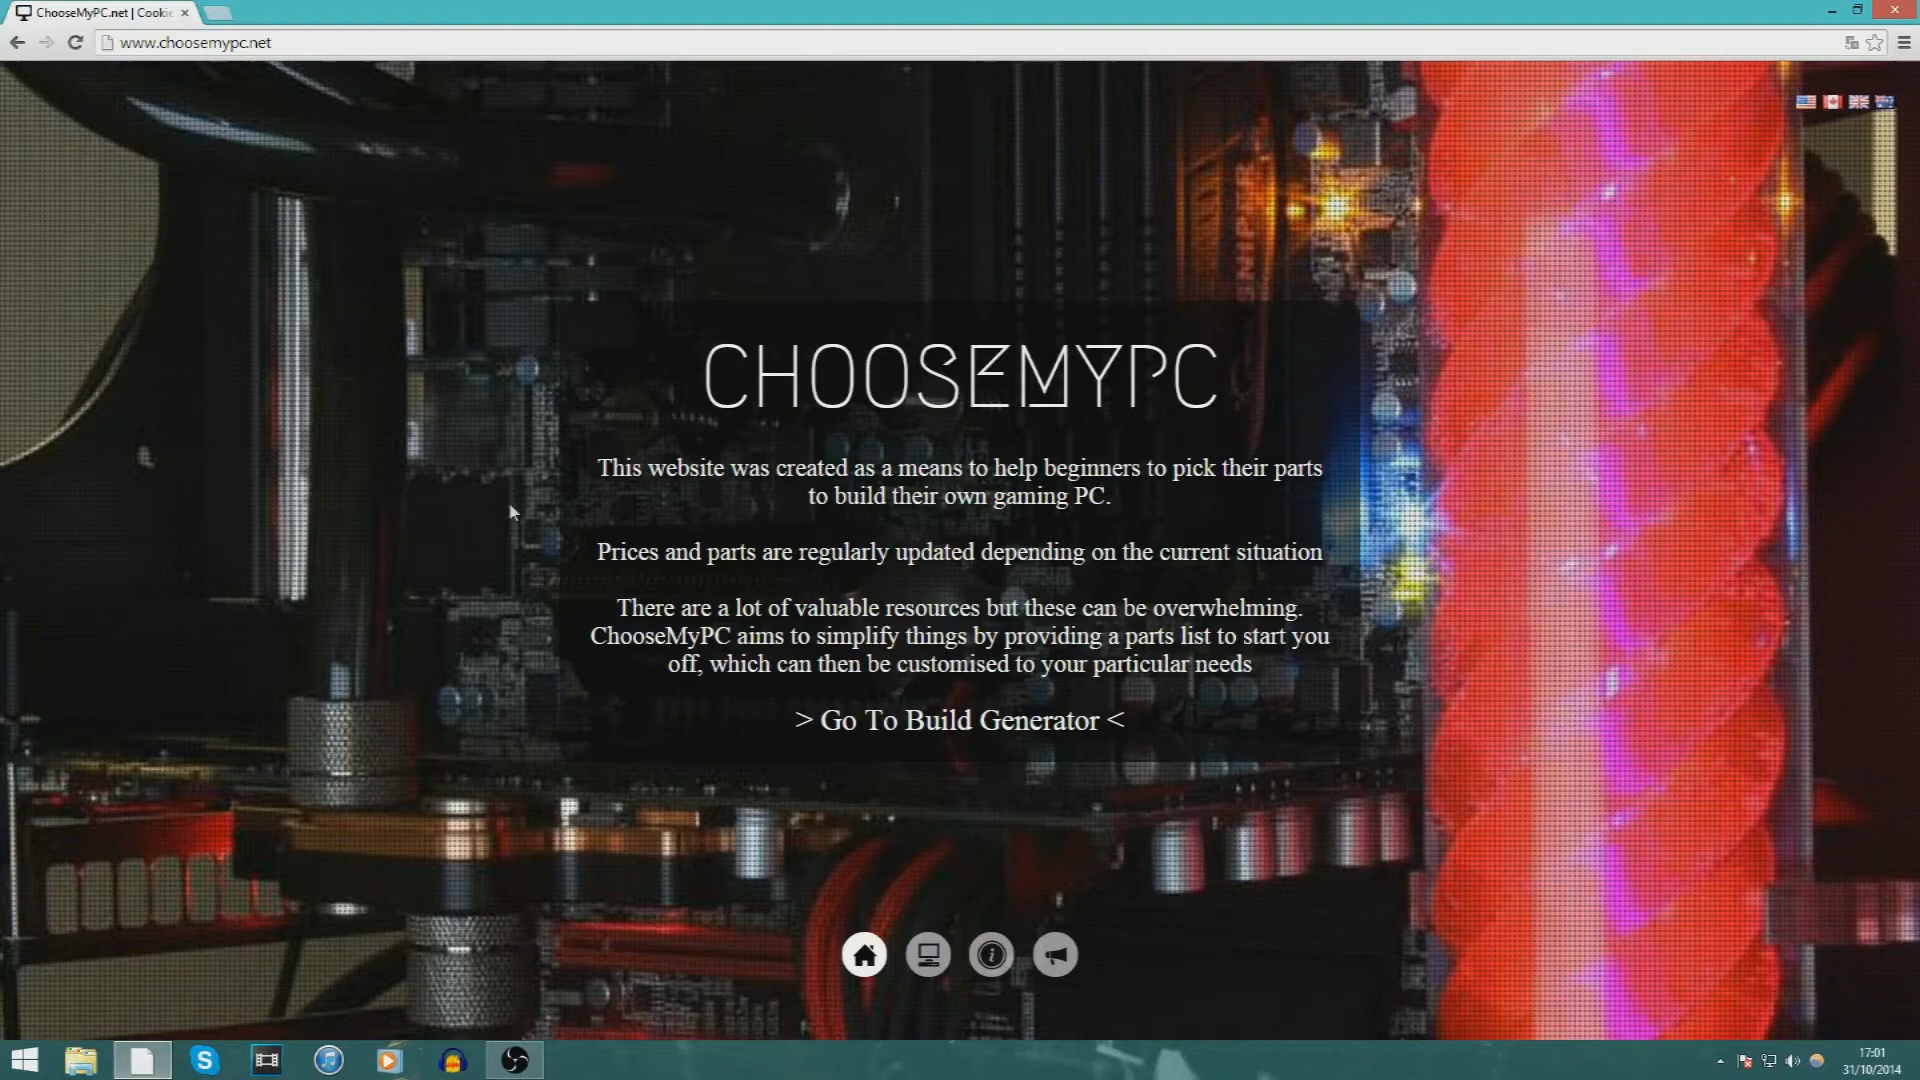 ChooseMyPC.net | Cookie
www.choosemypc.net
SNIPER
CHOOSEMYPC
This website was created as a means to help beginners to pick their parts
to build their own gaming PC.
Prices and parts are regularly updated depending on the current situation
There are a lot of valuable resources but these can be overwhelming.
ChooseMyPC aims to simplify things by providing a parts list to start you
off, which can then be customised to your particular needs
> Go To Build Generator <
17:01
31/10/2014